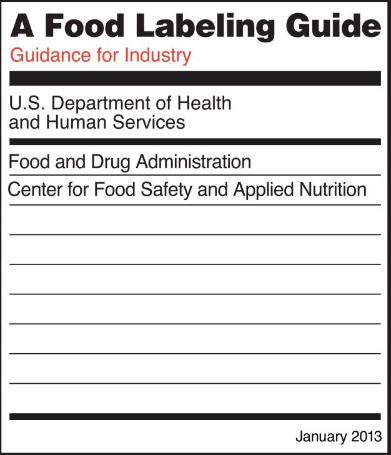 A Food Labeling Guide
Guidance for Industry
U.S. Department of Health
and Human Services
Food and Drug Administration
Center for Food Safety and Applied Nutrition
January 2013